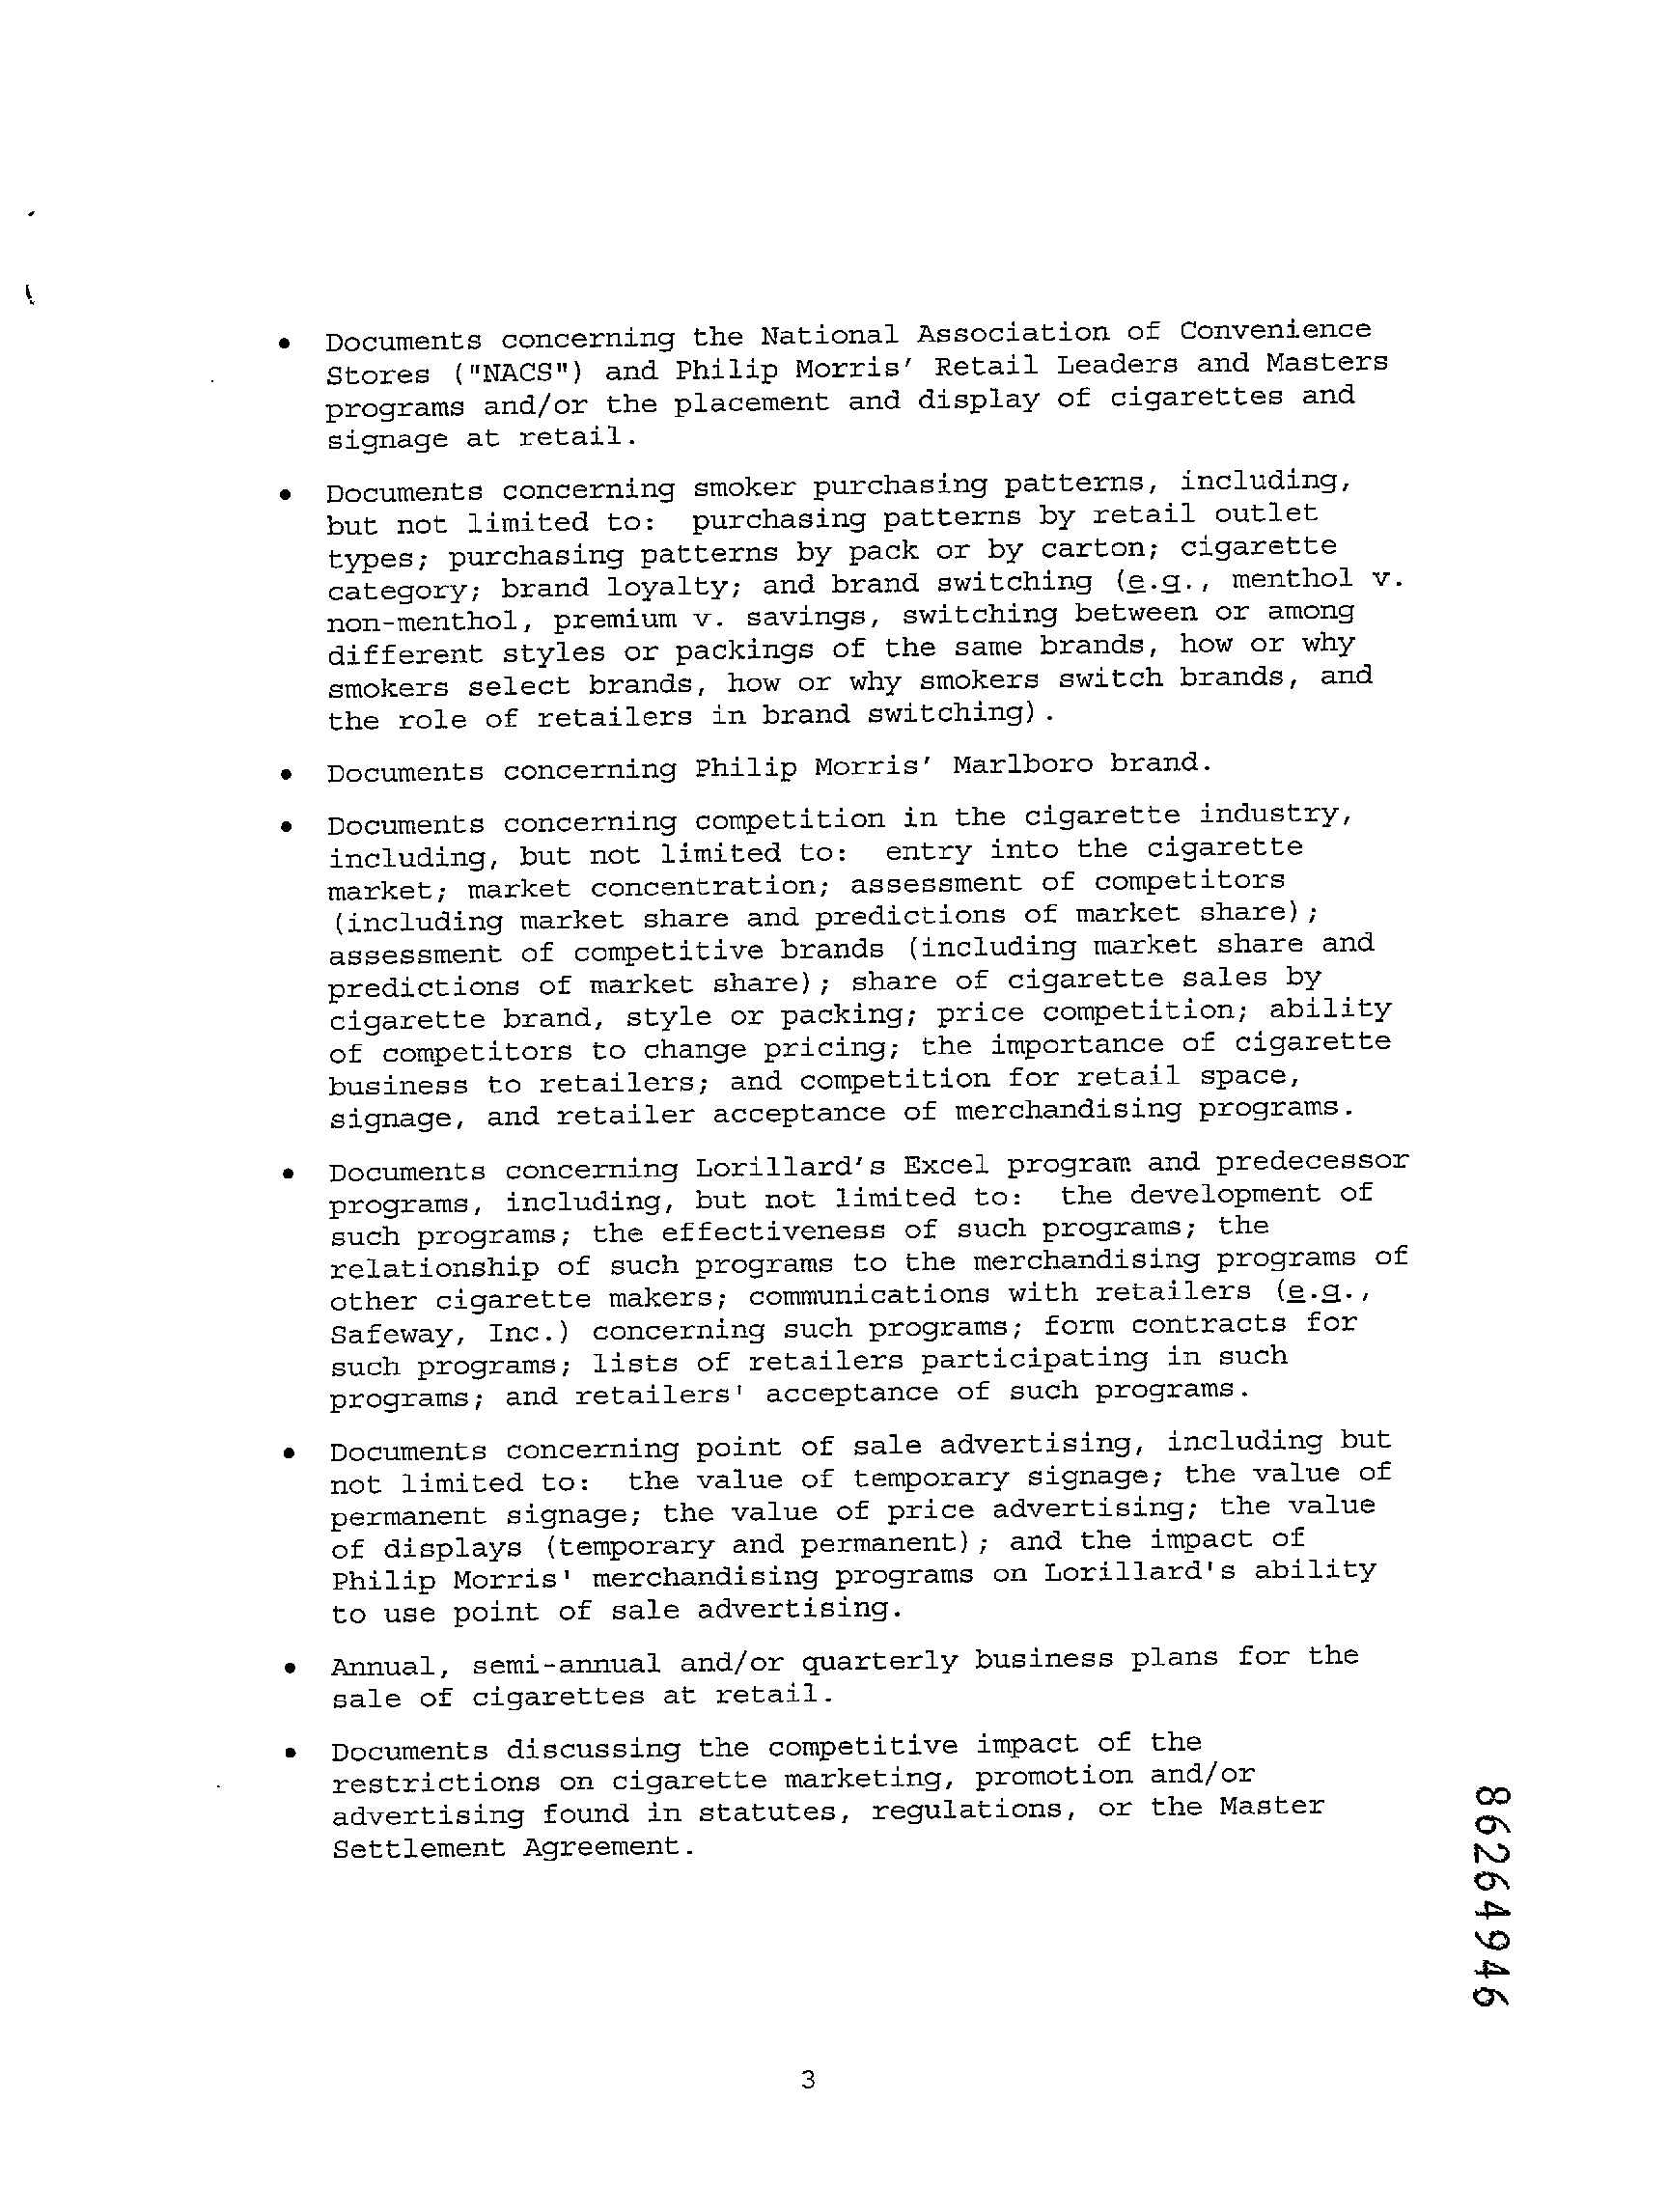 • Documents concerning the National Association of Convenience
Stores ("NACS") and Philip Morris' Retail Leaders and Masters
programs and/or the placement and display of cigarettes and
signage at retail.
• Documents concerning smoker purchasing patterns, including,
but not limited to: purchasing patterns by retail outlet
types; purchasing patterns by pack or by carton; cigarette
category; brand loyalty; and brand switching (e.g., menthol v.
non-menthol, premium v. savings, switching between or among
different styles or packings of the same brands, how or why
smokers select brands, how or why smokers switch brands, and
the role of retailers in brand switching).
• Documents concerning Philip Morris' Marlboro brand.
• Documents concerning competition in the cigarette industry,
including, but not limited to: entry into the cigarette
market; market concentration; assessment of competitors
(including market share and predictions of market share);
assessment of competitive brands (including market share and
predictions of market share); share of cigarette sales by
cigarette brand, style or packing; price competition; ability
of competitors to change pricing; the importance of cigarette
business to retailers; and competition for retail space,
signage, and retailer acceptance of merchandising programs.
• Documents concerning Lorillard's Excel program and predecessor
programs, including, but not limited to: the development of
such programs; the effectiveness of such programs; the
relationship of such programs to the merchandising programs of
other cigarette makers; communications with retailers (e.g.,
Safeway, Inc.) concerning such programs; form contracts for
such programs; lists of retailers participating in such
programs; and retailers' acceptance of such programs.
• Documents concerning point of sale advertising, including but
not limited to: the value of temporary signage; the value of
permanent signage; the value of price advertising; the value
of displays (temporary and permanent); and the impact of
Philip Morris' merchandising programs on Lorillard's ability
to use point of sale advertising.
• Annual, semi-annual and/or quarterly business plans for the
sale of cigarettes at retail.
• Documents discussing the competitive impact of the
restrictions on cigarette marketing, promotion and/or
advertising found in statutes, regulations, or the Master
Settlement Agreement.
86264946
3